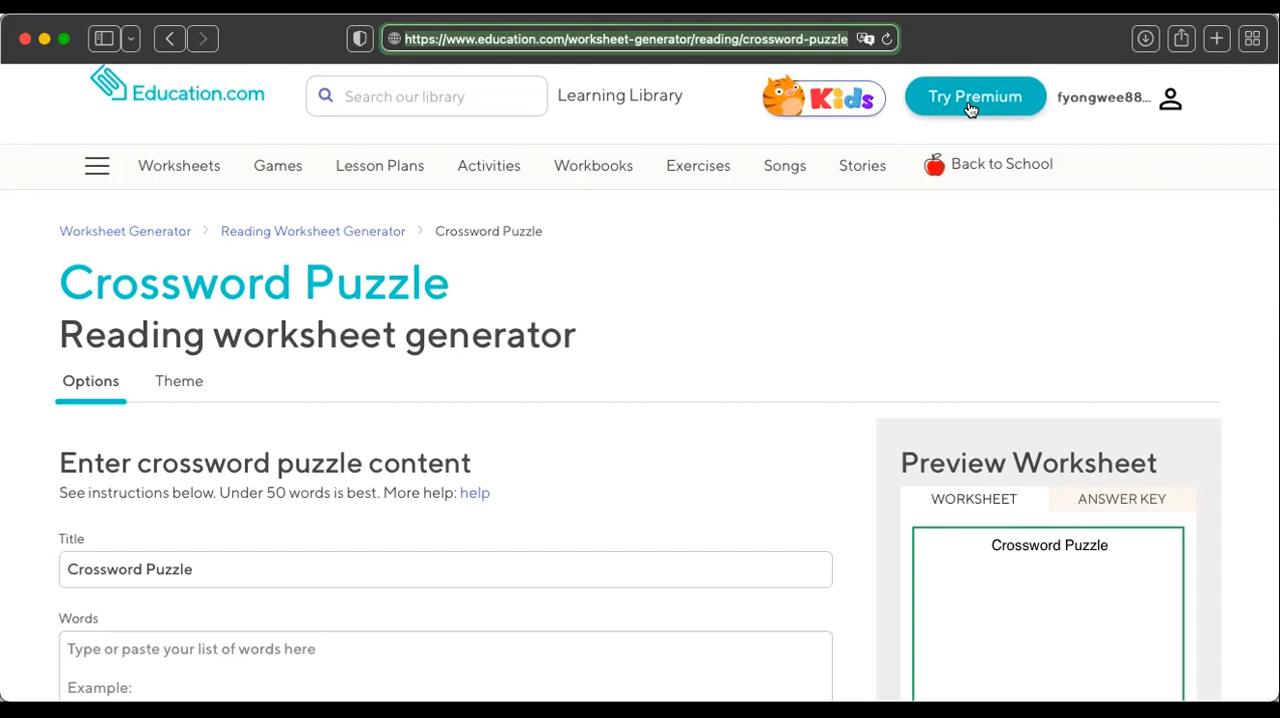 https://www.education.com/worksheet-generator/reading/crossword-puzzle
Education.com
Search our library
Learning Library
Kids
Try Premium
fyongwee88...
Worksheets
Games
Lesson Plans
Activities
Workbooks
Exercises
Songs
Stories
Back to School
Worksheet Generator
Reading Worksheet Generator
Crossword Puzzle
Crossword Puzzle
Reading worksheet generator
Options
Theme
Enter crossword puzzle content
See instructions below. Under 50 words is best. More help: help
Title
Crossword Puzzle
Words
Type or paste your list of words here
Example:
Preview Worksheet
WORKSHEET
ANSWER KEY
Crossword Puzzle